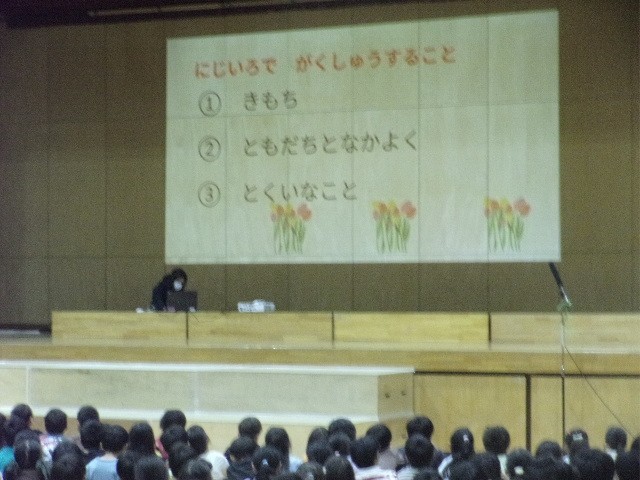 にじいろで　がくしゅうすること
① きもち
② ともだちとなかよく
③ とくいなこと